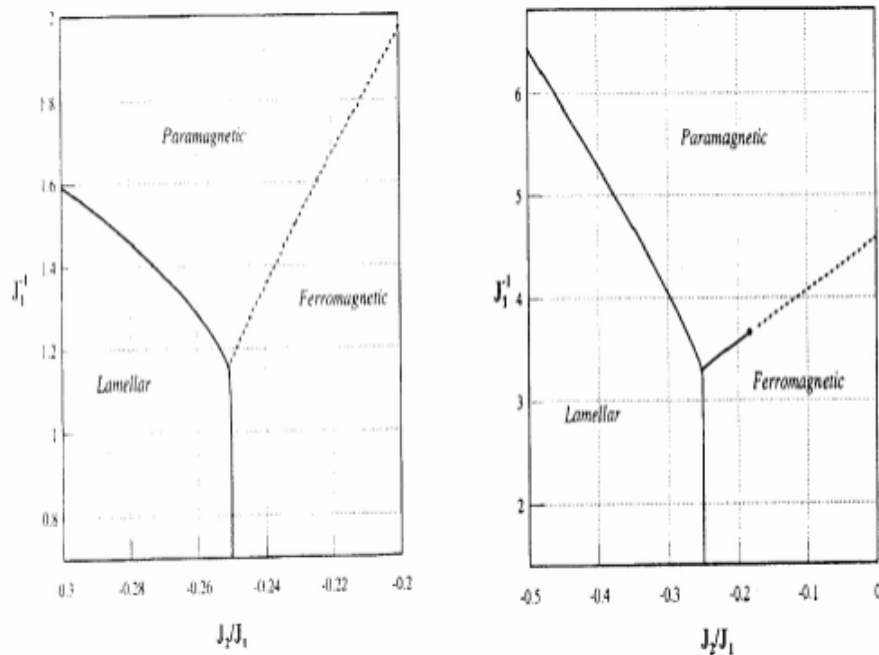 1.8
Paramagnetic
1.6
J₁⁻¹
1.4
Ferromagnetic
1.2
Lamellar
1
0.8
0.3 -0.28 -0.26 -0.24 -0.22 -0.2
J₂/J₁
6
Paramagnetic
5
J₁⁻¹
4
Ferromagnetic
3
Lamellar
2
-0.5 -0.4 -0.3 -0.2 -0.1 0
J₂/J₁